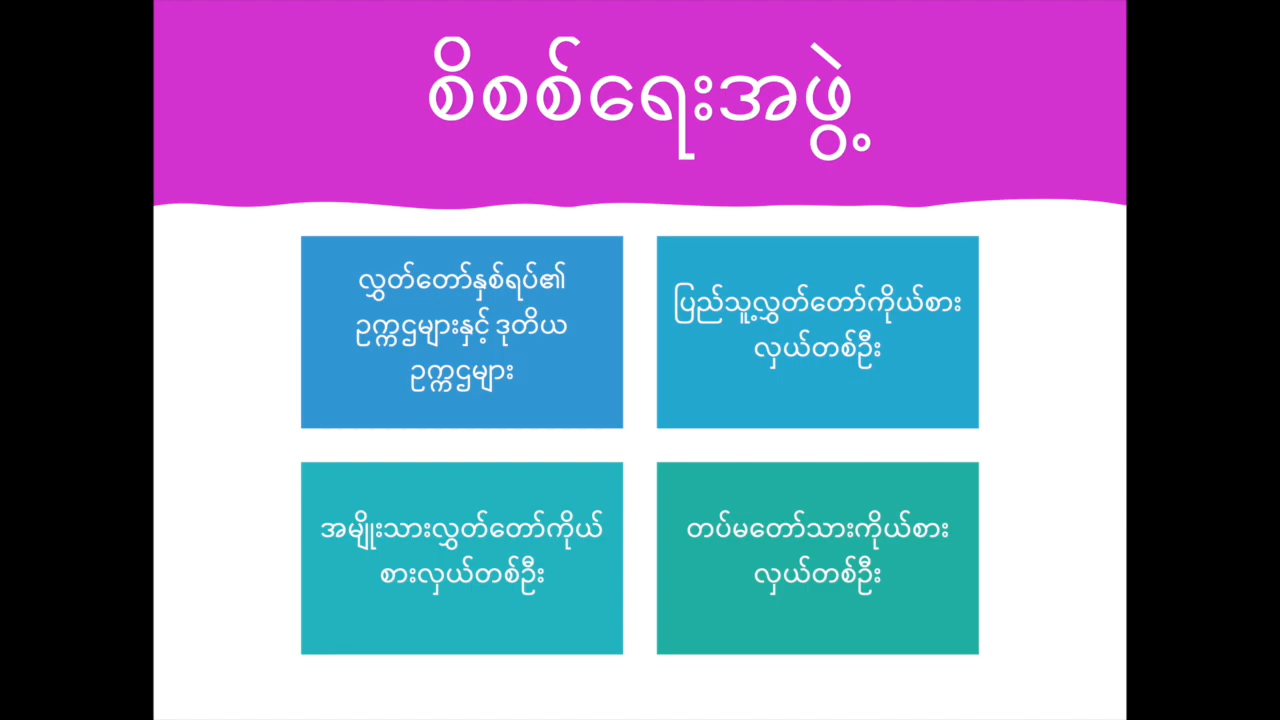 စိစစ်ရေးအဖွဲ့
လွှတ်တော်နှစ်ရပ်၏
ဥက္ကဌများနှင့် ဒုတိယ
ဥက္ကဌများ
ပြည်သူ့လွှတ်တော်ကိုယ်စား
လှယ်တစ်ဦး
အမျိုးသားလွှတ်တော်ကိုယ်
စားလှယ်တစ်ဦး
တပ်မတော်သားကိုယ်စား
လှယ်တစ်ဦး